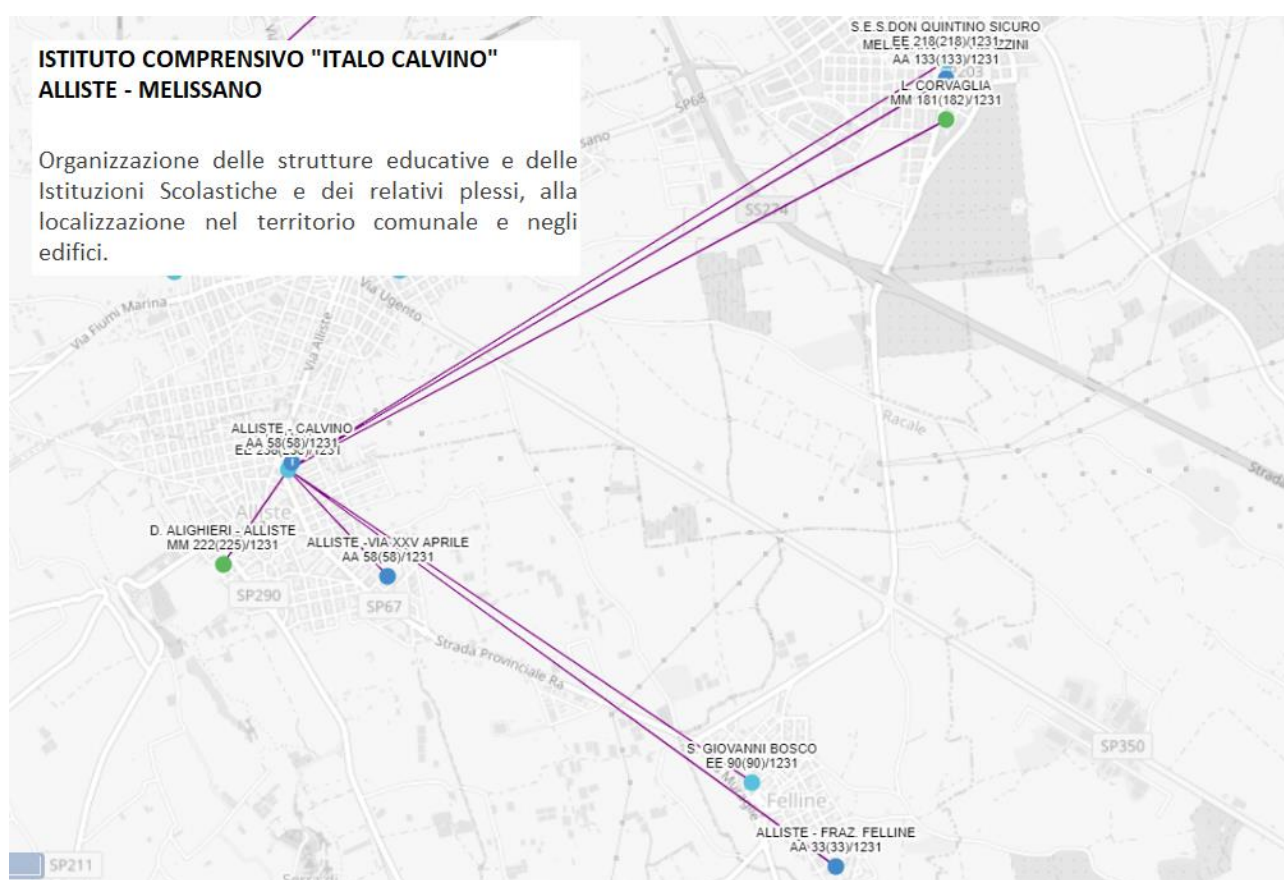 ISTITUTO COMPRENSIVO "ITALO CALVINO"
ALLISTE - MELISSANO
Organizzazione delle strutture educative e delle
Istituzioni Scolastiche e dei relativi plessi, alla
localizzazione nel territorio comunale e negli
edifici.
S.E.S.DON QUINTINO SICURO
EE 218(218)/1231
AA 133(133)/1231
SP203
L. CORVAGLIA
MM 181(182)/1231
SP68
SS274
Via Ugento
Via Fiumi Marina
Via Alliste
Racale
Strada
ALLISTE - CALVINO
AA 58(58)/1231
Alliste
D. ALIGHIERI - ALLISTE
MM 222(225)/1231
ALLISTE -VIA XXV APRILE
AA 58(58)/1231
SP290
SP67
Strada Provinciale Ra
S. GIOVANNI BOSCO
EE 90(90)/1231
SP350
Felline
ALLISTE - FRAZ. FELLINE
AA 33(33)/1231
SP211